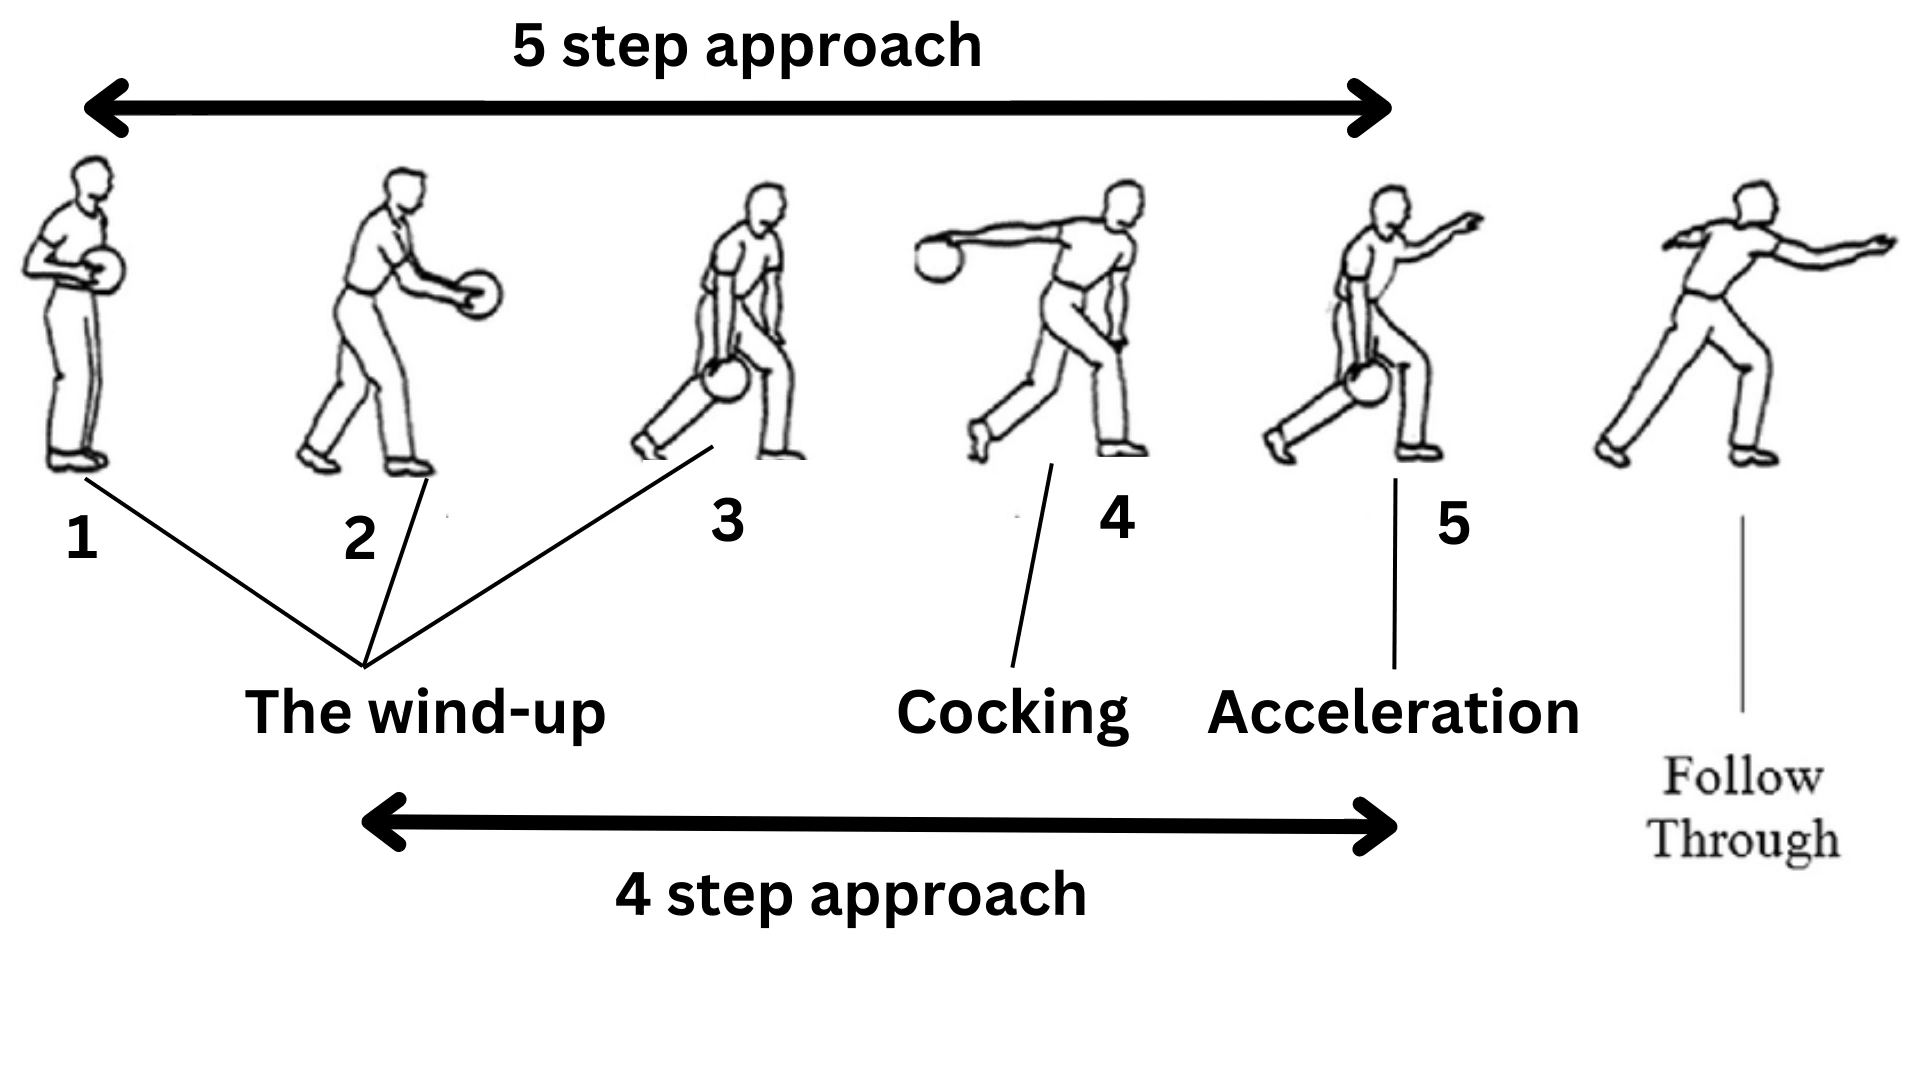 5 step approach
1
2
3
4
5
The wind-up
Cocking
Acceleration
Follow
Through
4 step approach